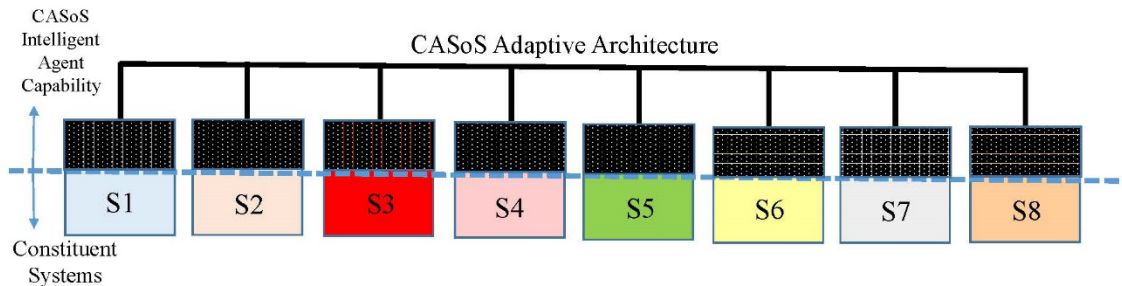 CASoS
Intelligent
Agent
Capability
CASoS Adaptive Architecture
S1 S2 S3 S4 S5 S6 S7 S8
Constituent
Systems